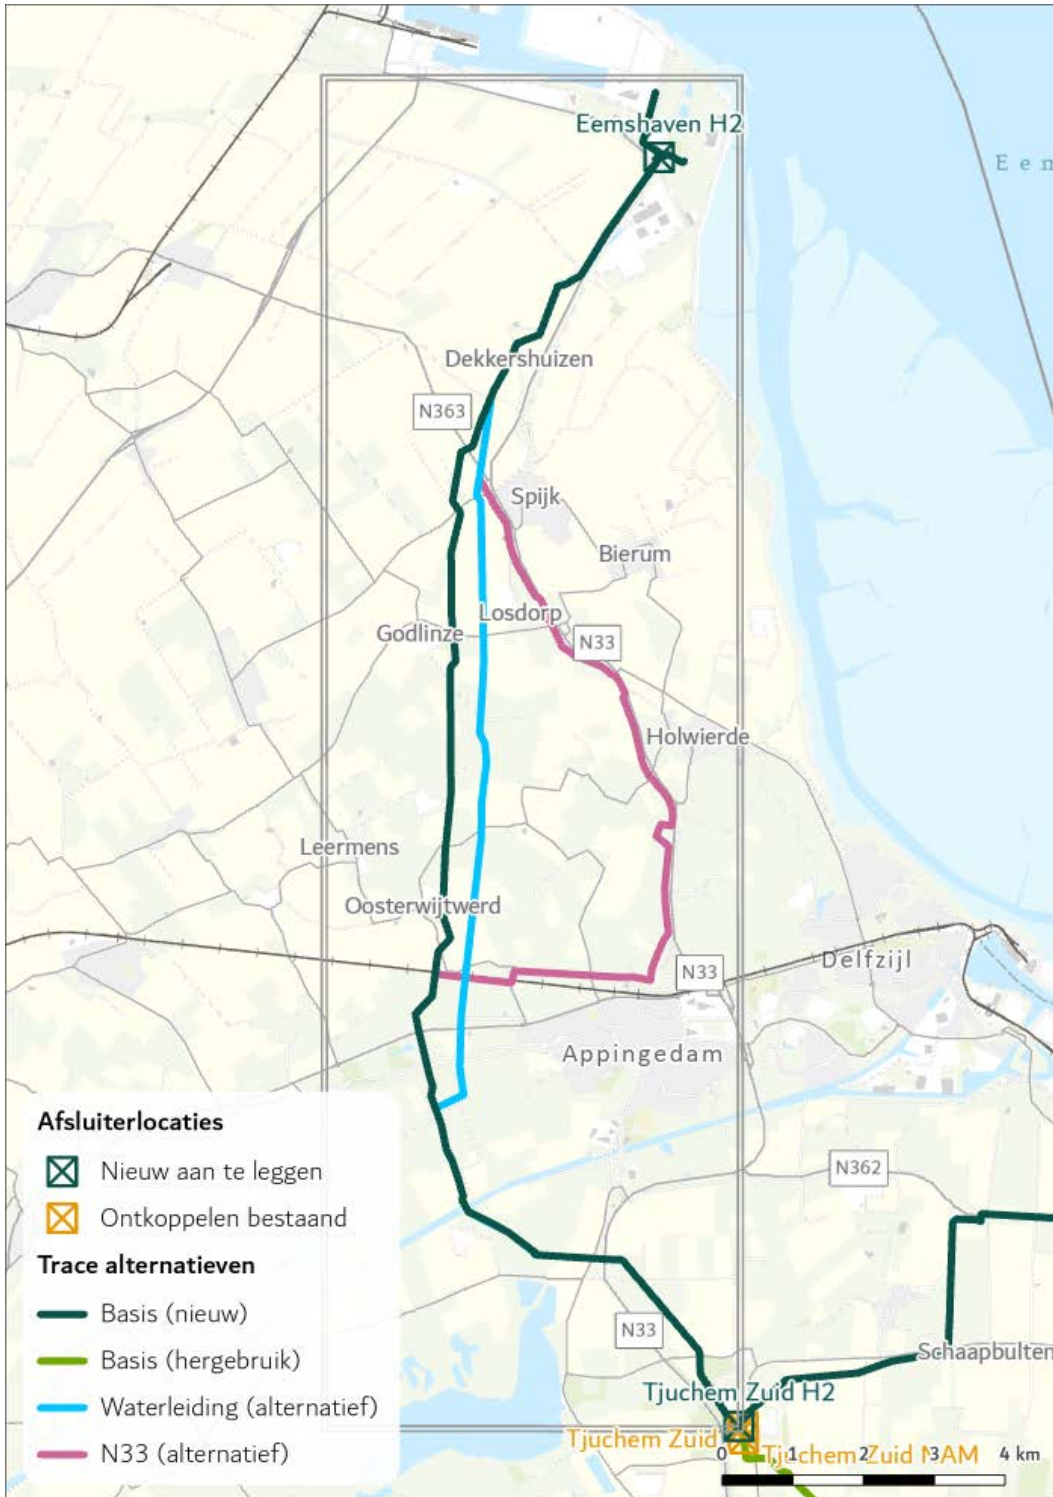 Eemshaven H2
E e m
Dekkershuizen
N363
Spijk
Bierum
Losdorp
Godlinze
N33
Holwierde
Leermens
Oosterwijtwerd
Delfzijl
N33
Appingedam
Afsluiterlocaties
Nieuw aan te leggen
N362
Ontkoppelen bestaand
Trace alternatieven
Basis (nieuw)
N33
Basis (hergebruik)
Schaapbulten
Tjuchem Zuid H2
Waterleiding (alternatief)
Tjuchem Zuid
Tjuchem Zuid NAM
N33 (alternatief)
0 1 2 3 4 km